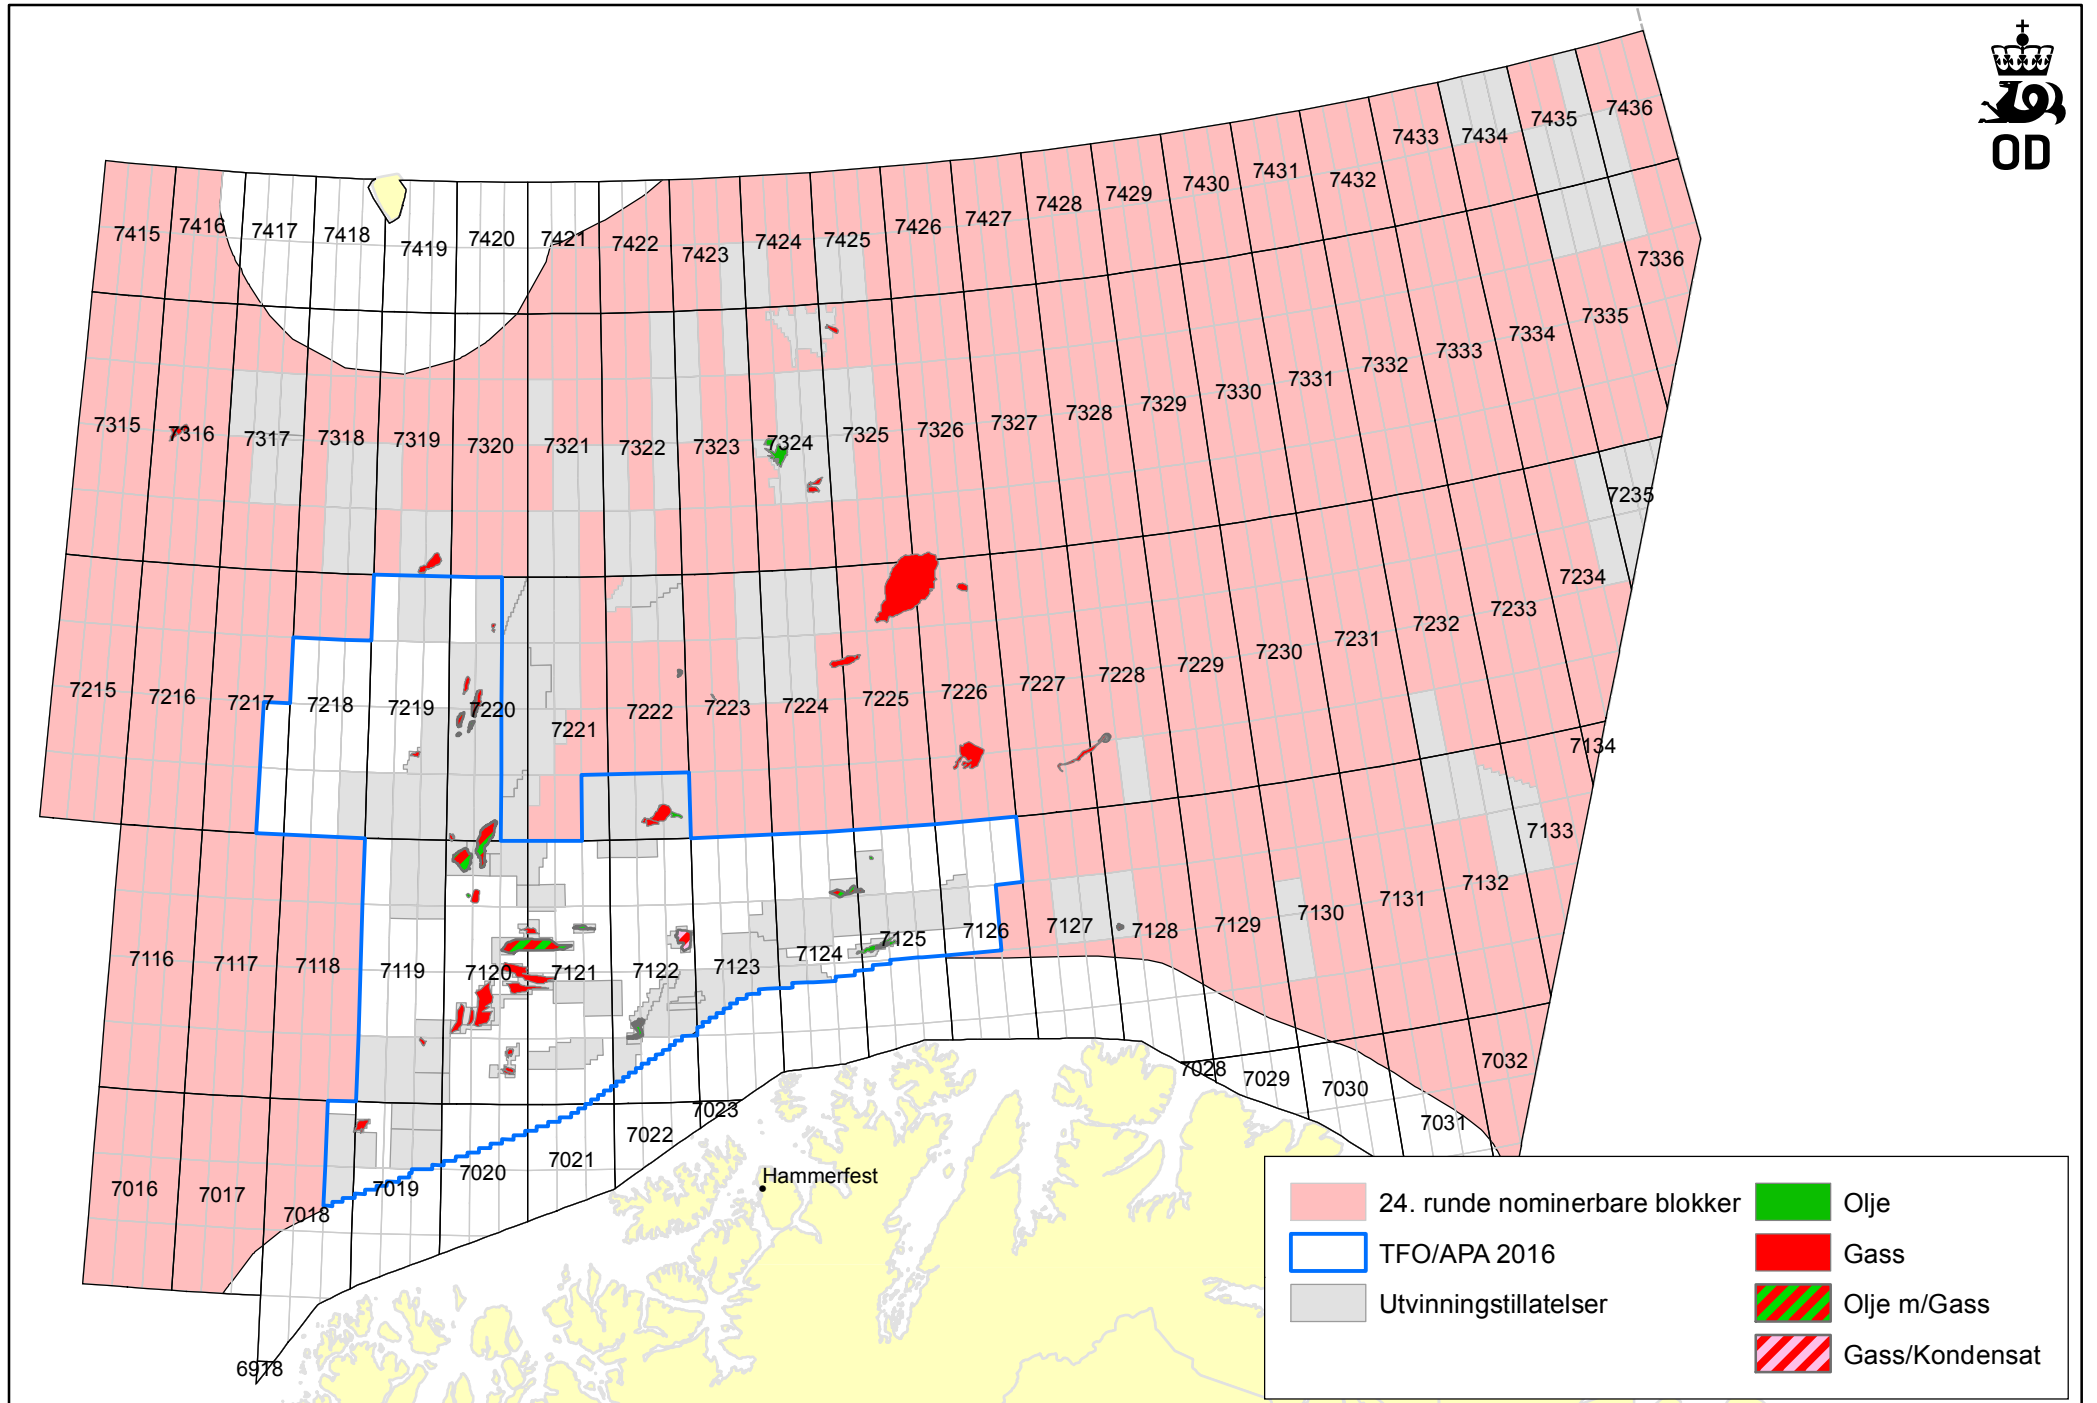 OD
7415 7416 7417 7418 7419 7420 7421 7422 7423 7424 7425 7426 7427 7428 7429 7430 7431 7432 7433 7434 7435 7436
7315 7316 7317 7318 7319 7320 7321 7322 7323 7324 7325 7326 7327 7328 7329 7330 7331 7332 7333 7334 7335 7336
7215 7216 7217 7218 7219 7220 7221 7222 7223 7224 7225 7226 7227 7228 7229 7230 7231 7232 7233 7234 7235
7116 7117 7118 7119 7120 7121 7122 7123 7124 7125 7126 7127 7128 7129 7130 7131 7132 7133 7134
7016 7017 7018 7019 7020 7021 7022 7023 7028 7029 7030 7031 7032
6918
Hammerfest
24. runde nominerbare blokker
TFO/APA 2016
Utvinningstillatelser
Olje
Gass
Olje m/Gass
Gass/Kondensat